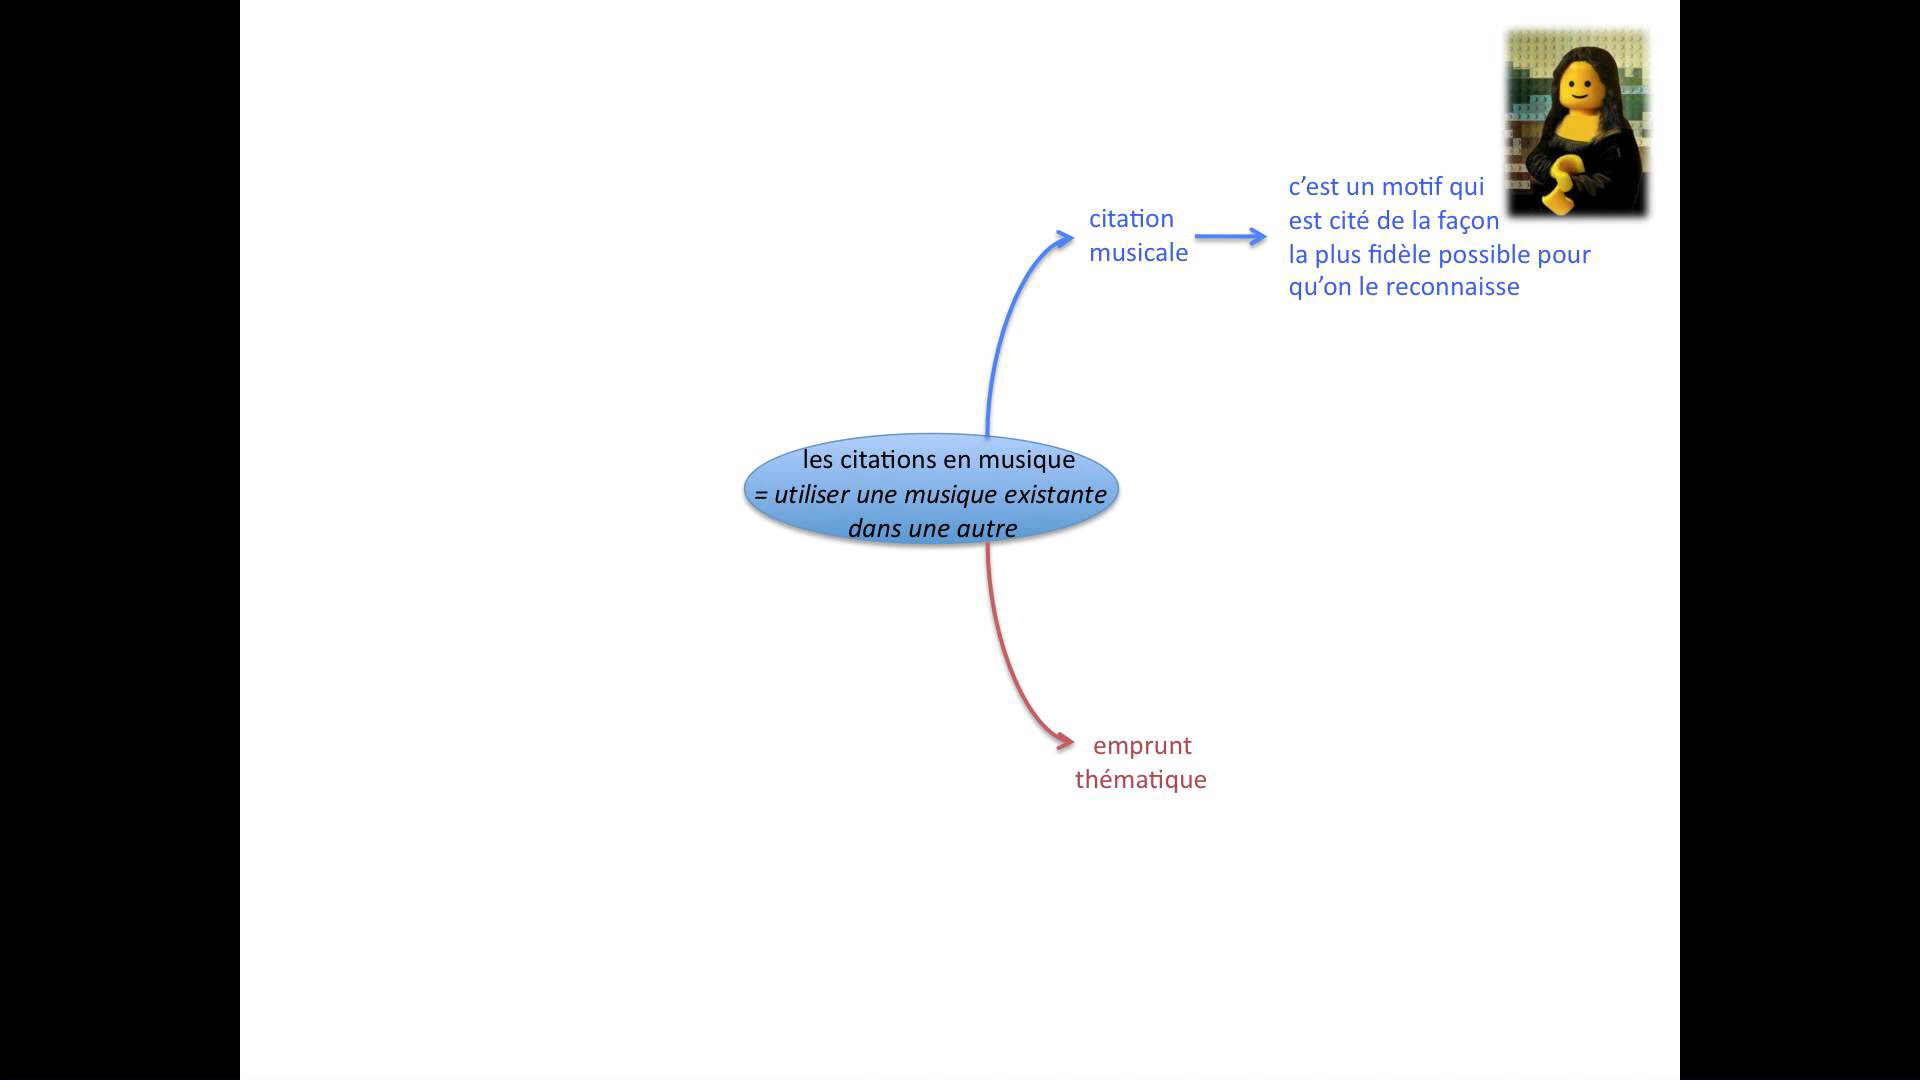 citation
musicale
c’est un motif qui
est cité de la façon
la plus fidèle possible pour
qu’on le reconnaisse
les citations en musique
= utiliser une musique existante
dans une autre
emprunt
thématique